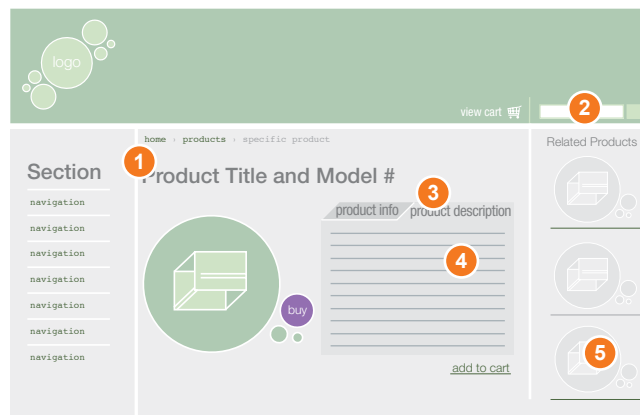 logo
view cart
2
home › products › specific product
Related Products
1
Section
Product Title and Model #
3
navigation
product info
product description
navigation
navigation
4
navigation
buy
navigation
navigation
5
add to cart